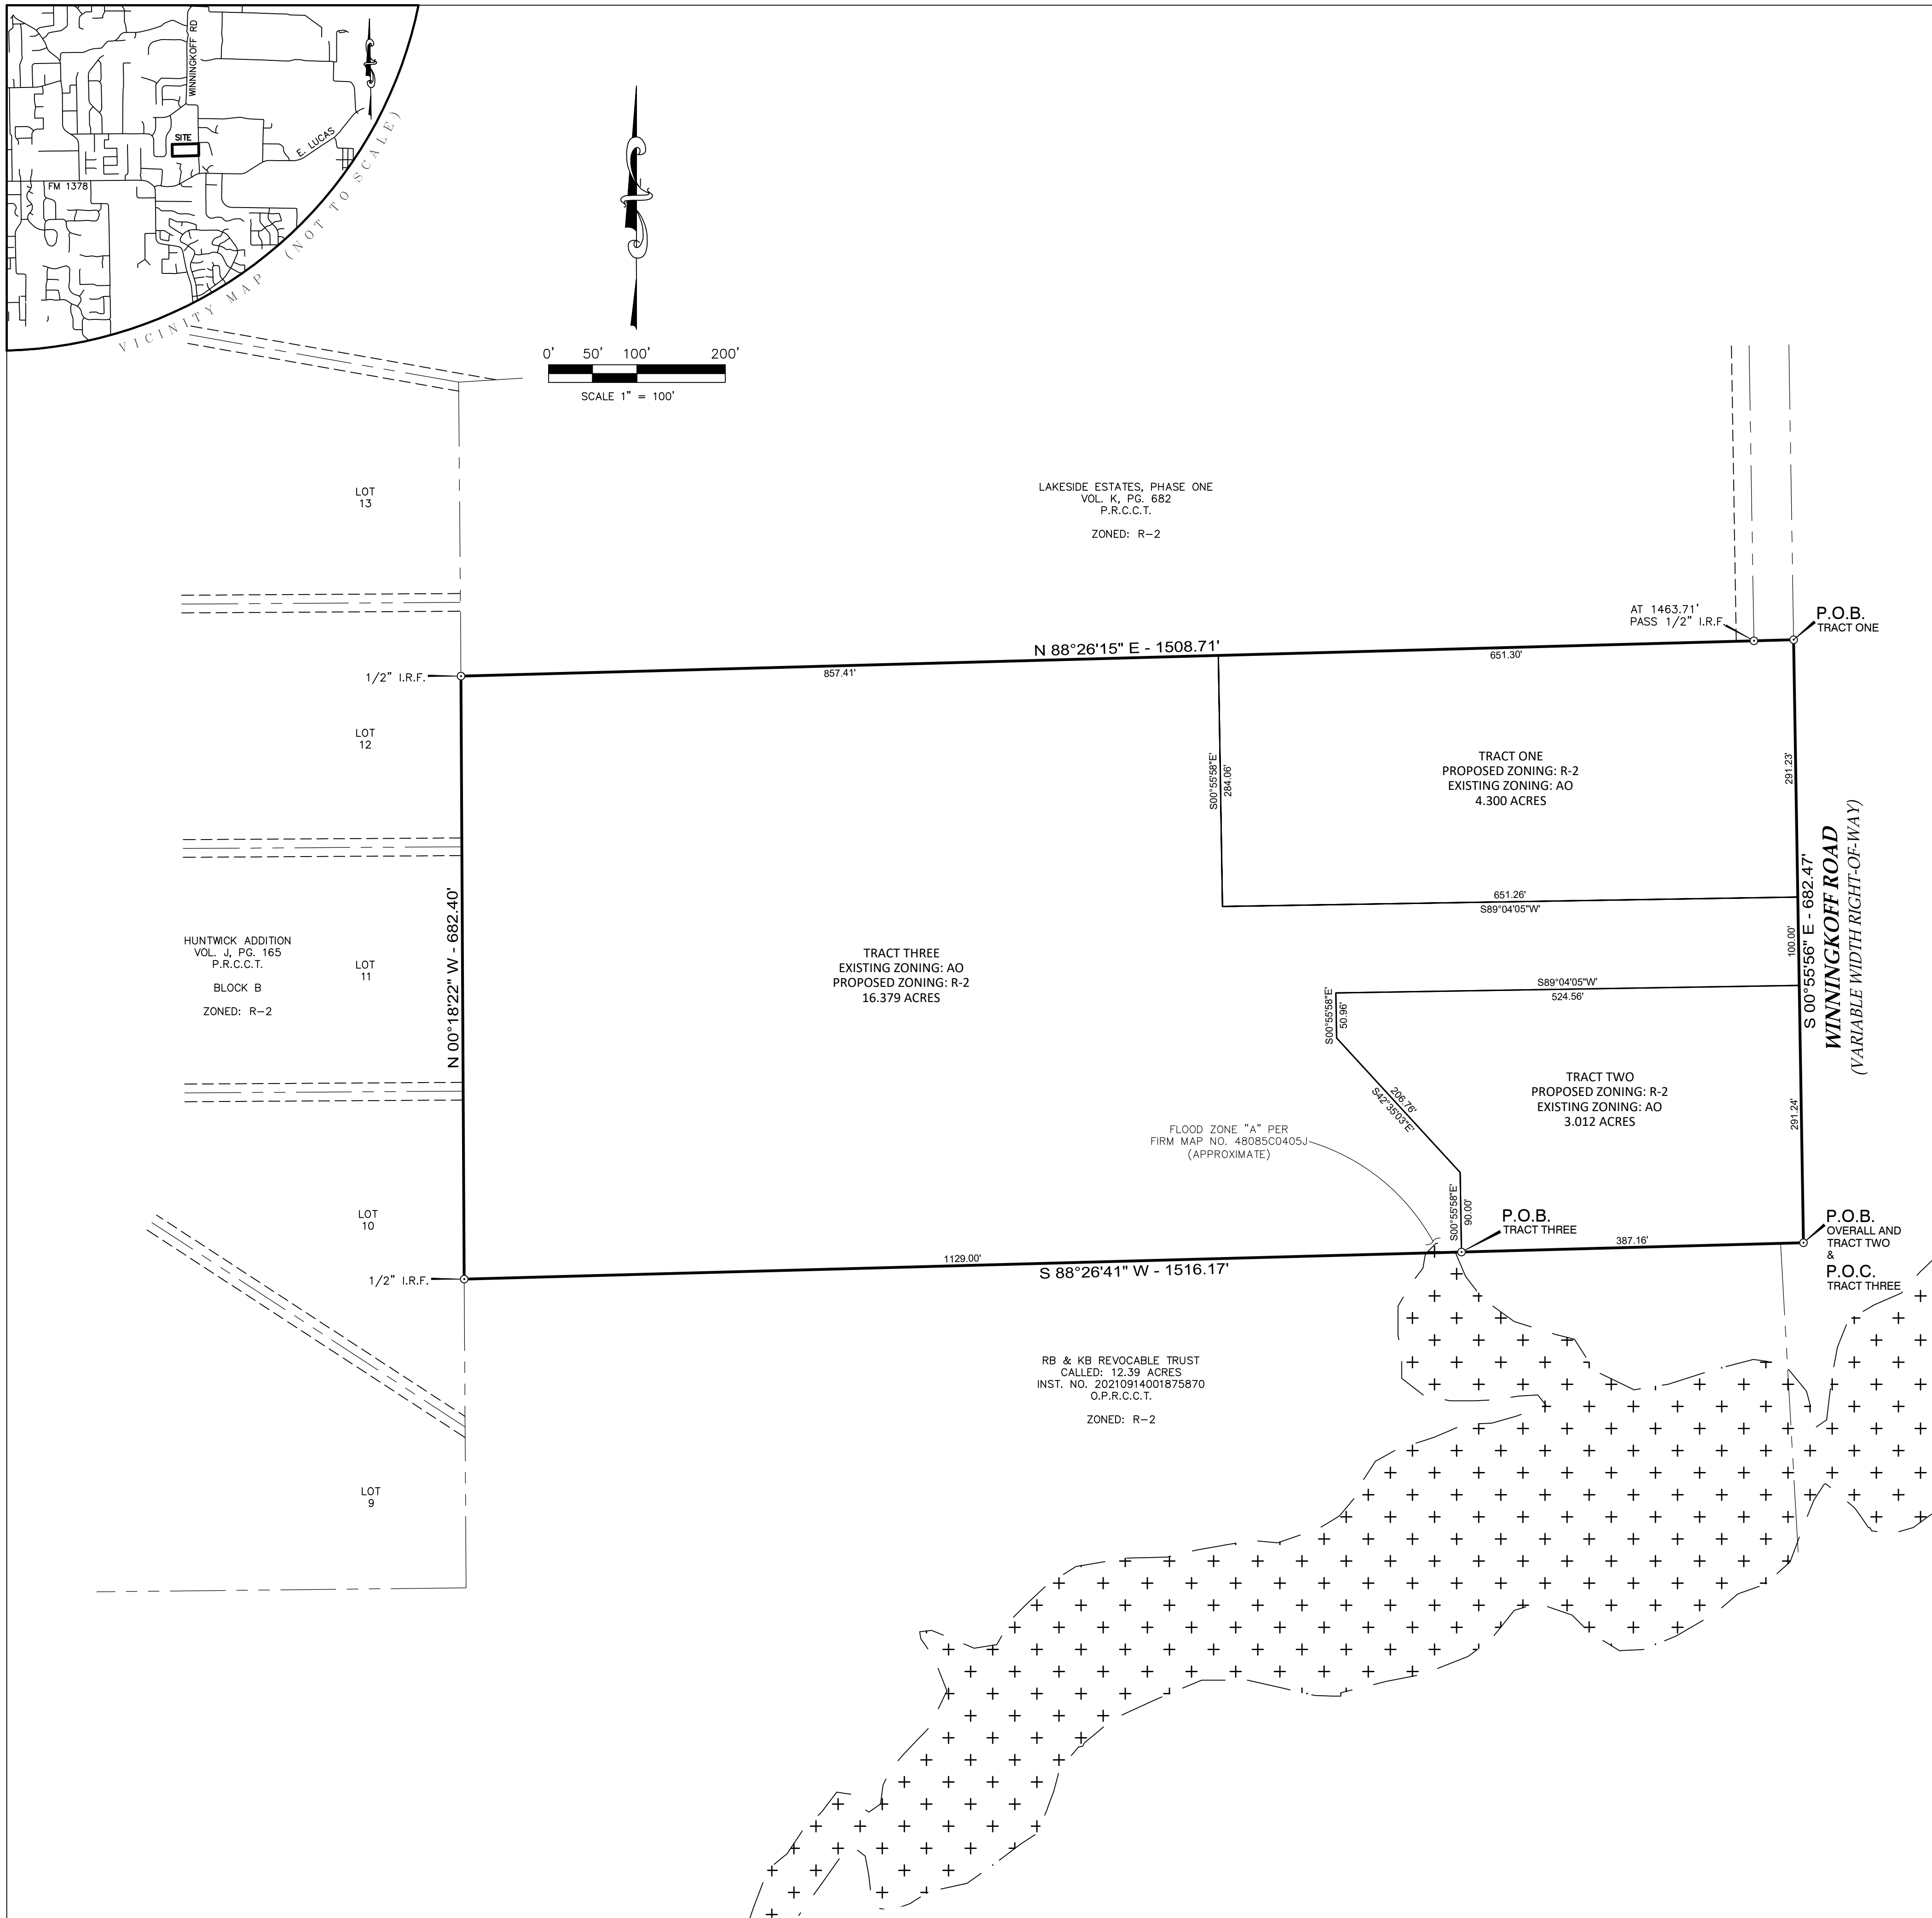 WINNINGKOFF RD
SITE
E. LUCAS
FM 1378
VICINITY MAP (NOT TO SCALE)
0' 50' 100' 200'
SCALE 1" = 100'
LOT
13
LAKESIDE ESTATES, PHASE ONE
VOL. K, PG. 682
P.R.C.C.T.
ZONED: R-2
AT 1463.71'
PASS 1/2" I.R.F.
P.O.B.
TRACT ONE
N 88°26'15" E - 1508.71'
857.41'
651.30'
1/2" I.R.F.
LOT
12
S00°55'58"E'
284.06'
TRACT ONE
PROPOSED ZONING: R-2
EXISTING ZONING: AO
4.300 ACRES
291.23'
651.26'
S89°04'05"W'
100.00'
S 00°55'56" E - 682.47'
WINNINGKOFF ROAD
(VARIABLE WIDTH RIGHT-OF-WAY)
HUNTWICK ADDITION
VOL. J, PG. 165
P.R.C.C.T.
BLOCK B
ZONED: R-2
LOT
11
N 00°18'22" W - 682.40'
TRACT THREE
EXISTING ZONING: AO
PROPOSED ZONING: R-2
16.379 ACRES
S89°04'05"W'
524.56'
S00°55'58"E'
50.96'
206.76'
S42°35'03"E'
TRACT TWO
PROPOSED ZONING: R-2
EXISTING ZONING: AO
3.012 ACRES
291.24'
FLOOD ZONE "A" PER
FIRM MAP NO. 48085C0405J
(APPROXIMATE)
S00°55'58"E'
90.00'
LOT
10
P.O.B.
TRACT THREE
P.O.B.
OVERALL AND
TRACT TWO
&
P.O.C.
TRACT THREE
387.16'
1129.00'
S 88°26'41" W - 1516.17'
1/2" I.R.F.
RB & KB REVOCABLE TRUST
CALLED: 12.39 ACRES
INST. NO. 20210914001875870
O.P.R.C.C.T.
ZONED: R-2
LOT
9